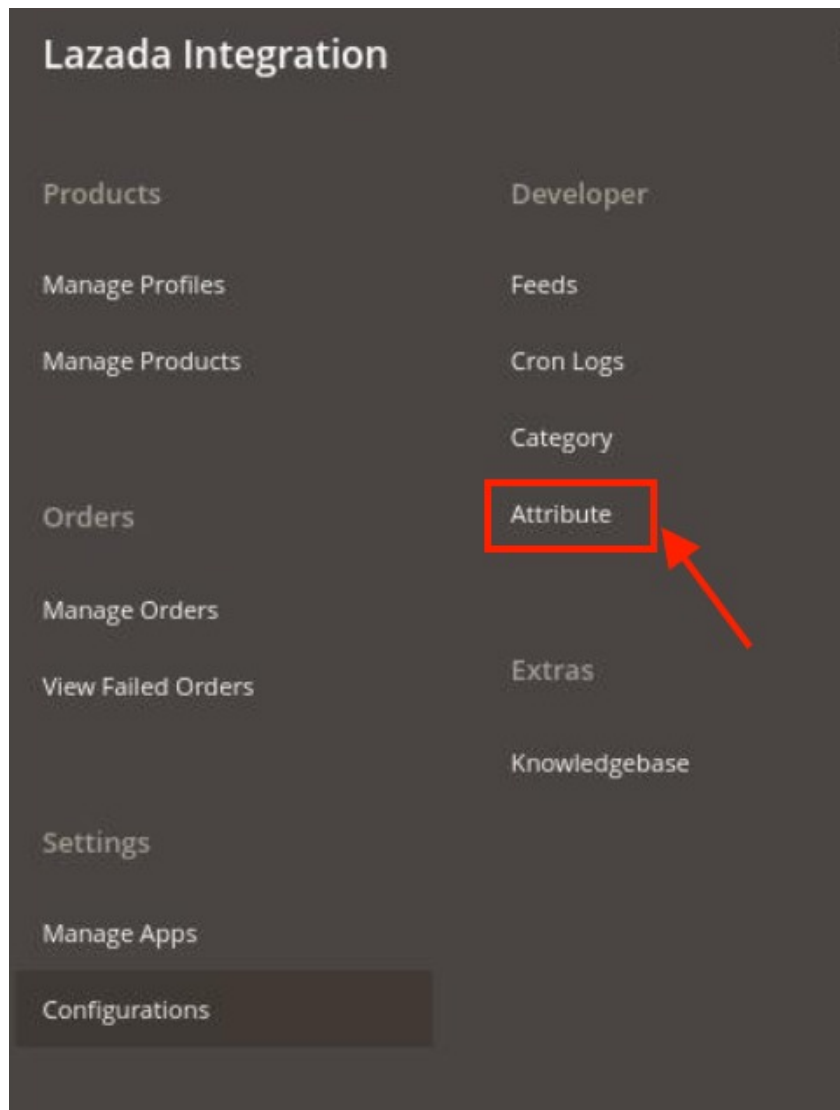 Lazada Integration
Products
Manage Profiles
Manage Products
Orders
Manage Orders
View Failed Orders
Settings
Manage Apps
Configurations
Developer
Feeds
Cron Logs
Category
Attribute
Extras
Knowledgebase